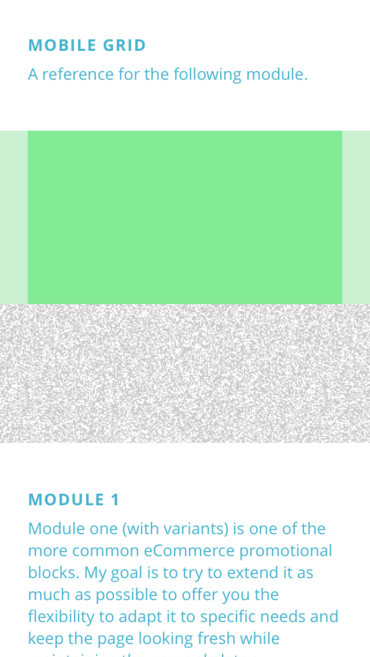 MOBILE GRID
A reference for the following module.
MODULE 1
Module one (with variants) is one of the
more common eCommerce promotional
blocks. My goal is to try to extend it as
much as possible to offer you the
flexibility to adapt it to specific needs and
keep the page looking fresh while